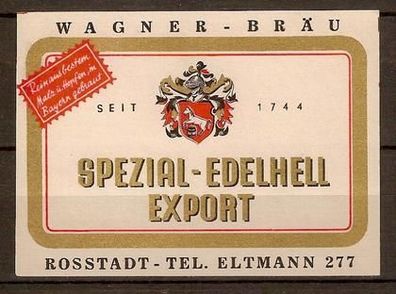 WAGNER-BRÄU
Rein aus bestem
Malz u. Hopfen, in
Bayern gebraut
SEIT 1744
SPEZIAL-EDELHELL
EXPORT
ROSSTADT-TEL. ELTMANN 277